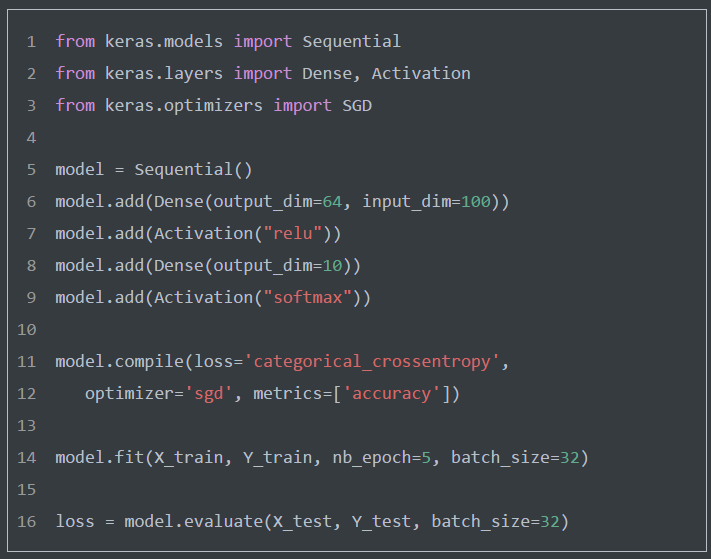 1 from keras.models import Sequential
2 from keras.layers import Dense, Activation
3 from keras.optimizers import SGD
4
5 model = Sequential()
6 model.add(Dense(output_dim=64, input_dim=100))
7 model.add(Activation("relu"))
8 model.add(Dense(output_dim=10))
9 model.add(Activation("softmax"))
10
11 model.compile(loss='categorical_crossentropy',
12    optimizer='sgd', metrics=['accuracy'])
13
14 model.fit(X_train, Y_train, nb_epoch=5, batch_size=32)
15
16 loss = model.evaluate(X_test, Y_test, batch_size=32)